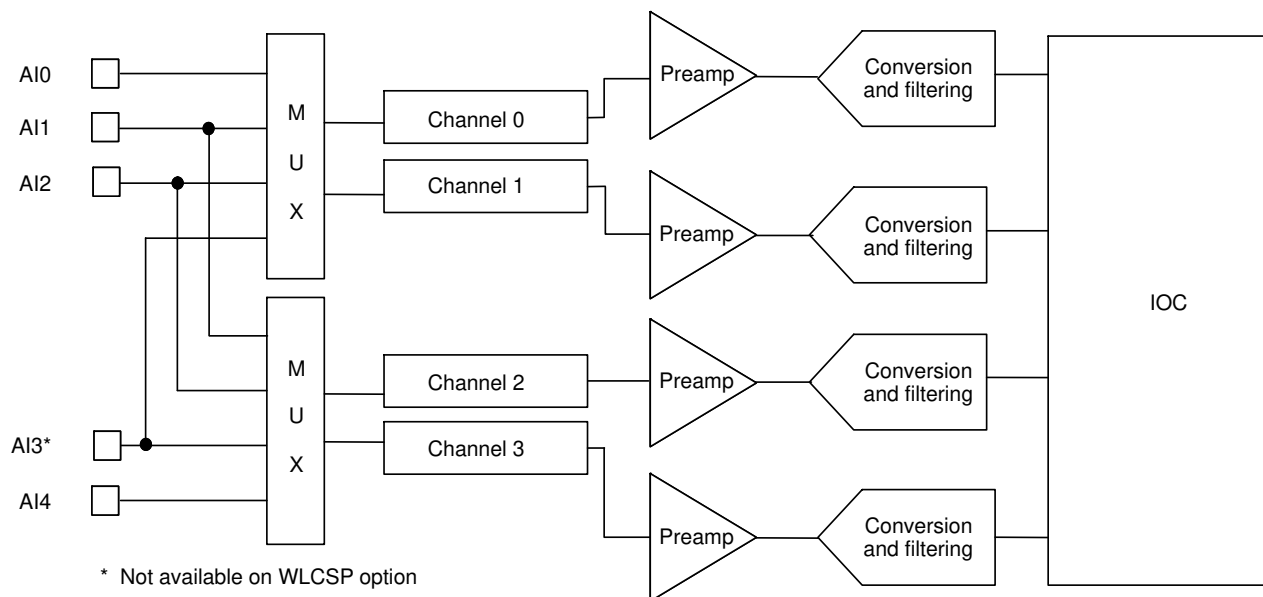 AI0
AI1
AI2
AI3*
AI4
M
U
X
M
U
X
Channel 0
Channel 1
Channel 2
Channel 3
Preamp
Preamp
Preamp
Preamp
Conversion
and filtering
Conversion
and filtering
Conversion
and filtering
Conversion
and filtering
IOC
* Not available on WLCSP option